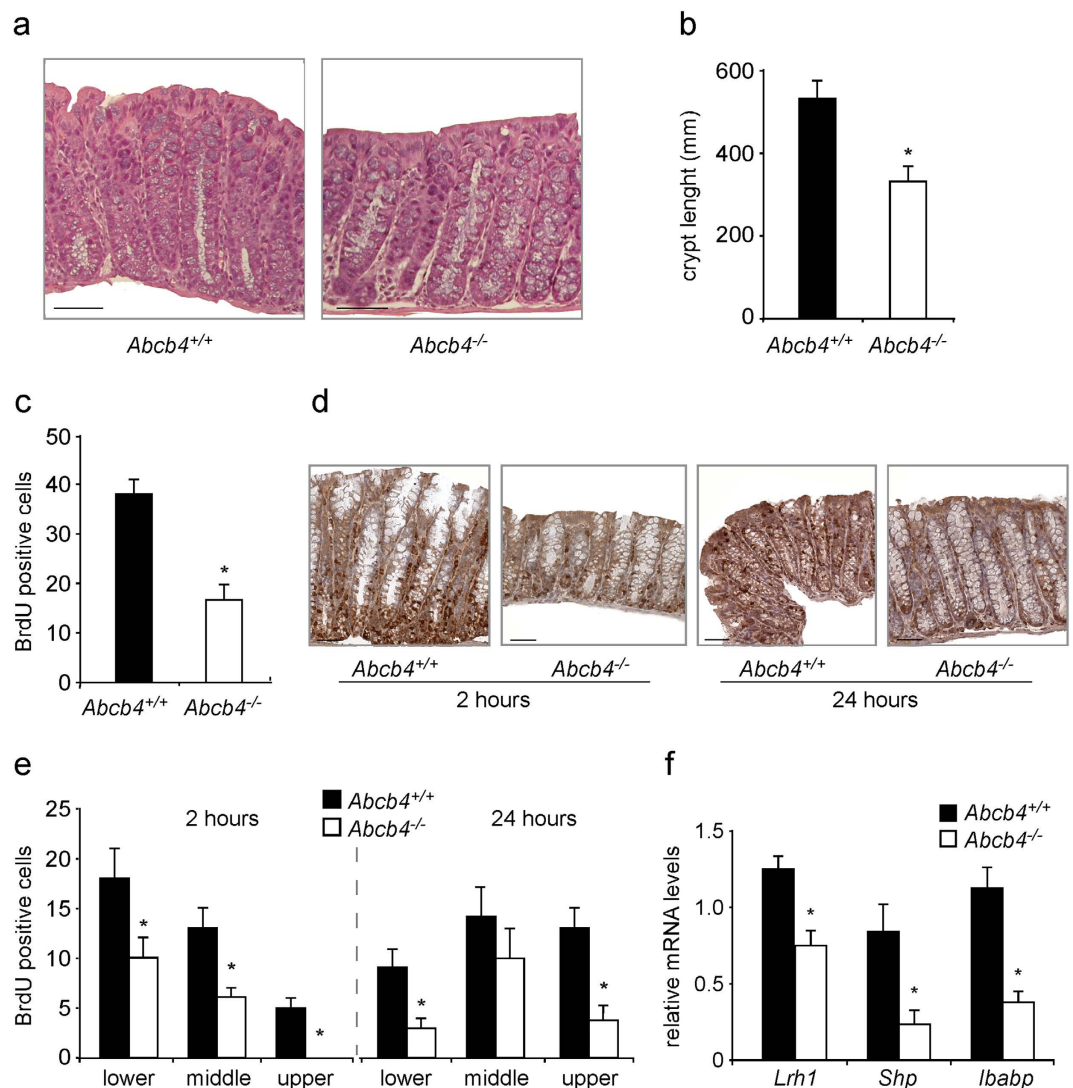 a
Abcb4+/+
Abcb4-/-
b
600
400
200
0
crypt lenght (mm)
*
Abcb4+/+
Abcb4-/-
c
50
40
30
20
10
0
BrdU positive cells
*
Abcb4+/+
Abcb4-/-
d
Abcb4+/+
Abcb4-/-
2 hours
Abcb4+/+
Abcb4-/-
24 hours
e
25
20
15
10
5
0
BrdU positive cells
2 hours
Abcb4+/+
Abcb4-/-
24 hours
*
*
*
*
*
lower
middle
upper
lower
middle
upper
f
1.5
1.0
0.5
0
relative mRNA levels
Abcb4+/+
Abcb4-/-
*
*
*
Lrh1
Shp
Ibabp